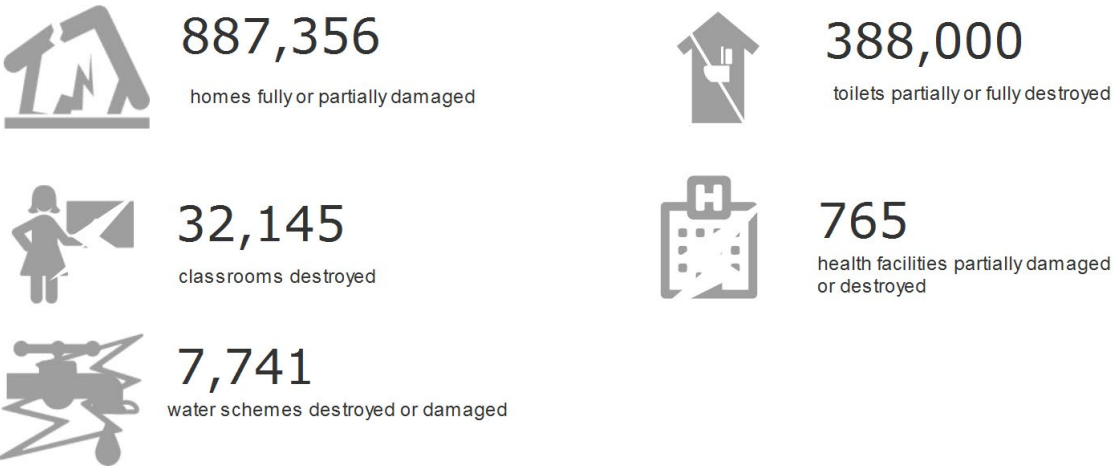 887,356
homes fully or partially damaged
388,000
toilets partially or fully destroyed
32,145
classrooms destroyed
H
765
health facilities partially damaged
or destroyed
7,741
water schemes destroyed or damaged